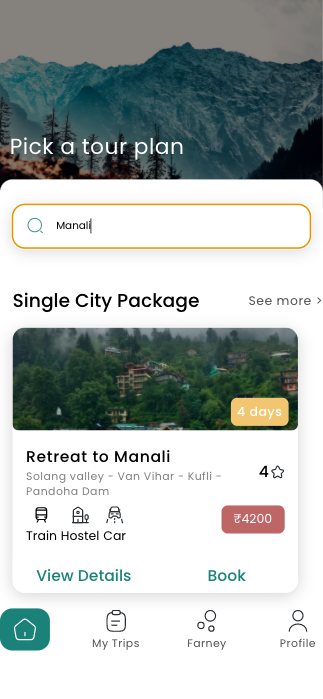 Pick a tour plan
Manali
Single City Package
See more >
4 days
Retreat to Manali
Solang valley - Van Vihar - Kufli -
Pandoha Dam
4
Train Hostel Car
₹4200
View Details
Book
My Trips
Farney
Profile